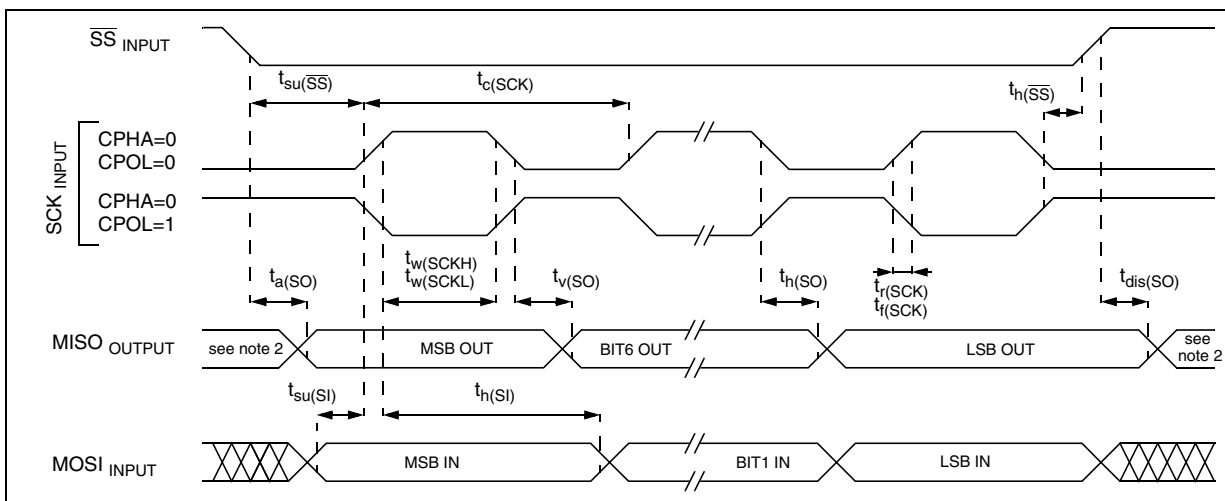 SS INPUT
tsu(SS)
tc(SCK)
th(SS)
SCK INPUT
CPHA=0
CPOL=0
CPHA=0
CPOL=1
ta(SO)
tw(SCKH)
tw(SCKL)
tv(SO)
th(SO)
tr(SCK)
tf(SCK)
tdis(SO)
MISO OUTPUT
see note 2
MSB OUT
BIT6 OUT
LSB OUT
see
note 2
tsu(SI)
th(SI)
MOSI INPUT
MSB IN
BIT1 IN
LSB IN